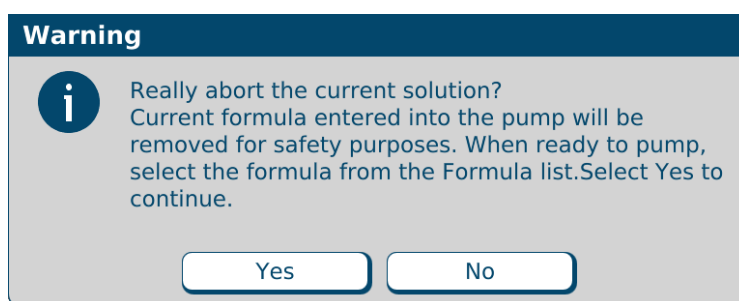 Warning
Really abort the current solution?
Current formula entered into the pump will be
removed for safety purposes. When ready to pump,
select the formula from the Formula list.Select Yes to
continue.
Yes
No